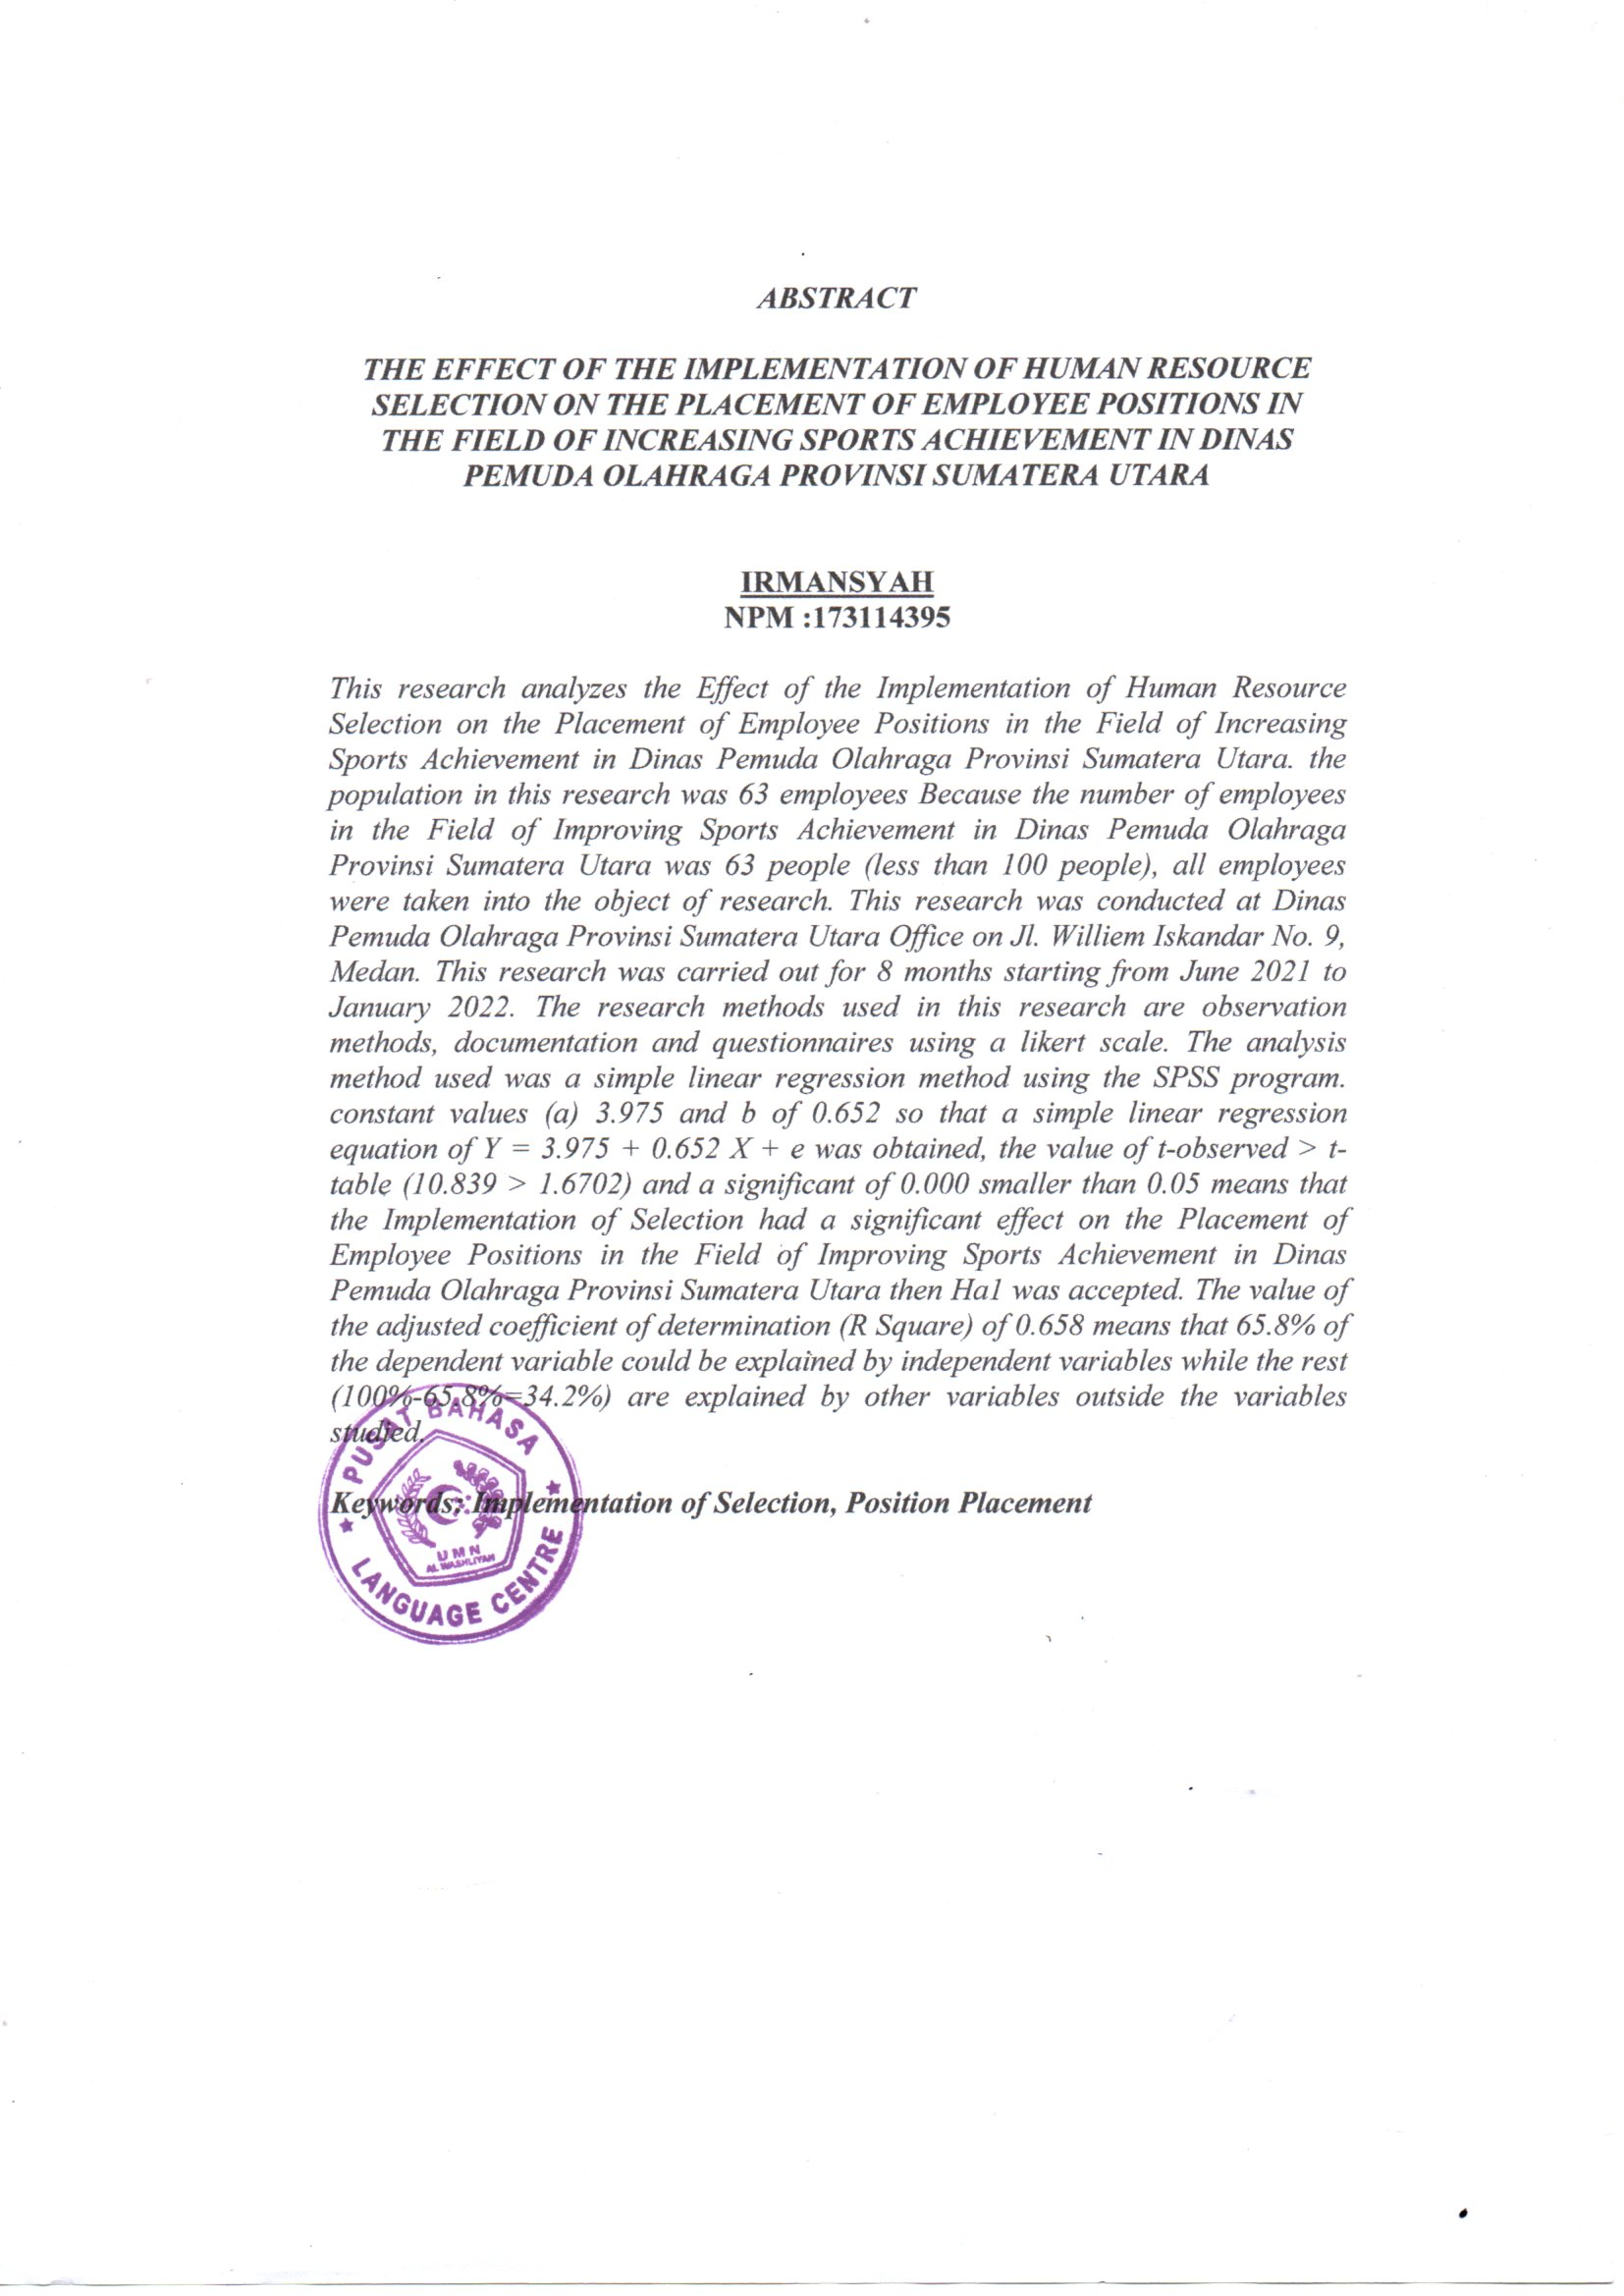 ABSTRACT
THE EFFECT OF THE IMPLEMENTATION OF HUMAN RESOURCE
SELECTION ON THE PLACEMENT OF EMPLOYEE POSITIONS IN
THE FIELD OF INCREASING SPORTS ACHIEVEMENT IN DINAS
PEMUDA OLAHRAGA PROVINSI SUMATERA UTARA
IRMANSYAH
NPM :173114395
This research analyzes the Effect of the Implementation of Human Resource
Selection on the Placement of Employee Positions in the Field of Increasing
Sports Achievement in Dinas Pemuda Olahraga Provinsi Sumatera Utara. the
population in this research was 63 employees Because the number of employees
in the Field of Improving Sports Achievement in Dinas Pemuda Olahraga
Provinsi Sumatera Utara was 63 people (less than 100 people), all employees
were taken into the object of research. This research was conducted at Dinas
Pemuda Olahraga Provinsi Sumatera Utara Office on Jl. Williem Iskandar No. 9,
Medan. This research was carried out for 8 months starting from June 2021 to
January 2022. The research methods used in this research are observation
methods, documentation and questionnaires using a likert scale. The analysis
method used was a simple linear regression method using the SPSS program.
constant values (a) 3.975 and b of 0.652 so that a simple linear regression
equation of Y = 3.975 + 0.652 X + e was obtained, the value of t-observed > t-
table (10.839 > 1.6702) and a significant of 0.000 smaller than 0.05 means that
the Implementation of Selection had a significant effect on the Placement of
Employee Positions in the Field of Improving Sports Achievement in Dinas
Pemuda Olahraga Provinsi Sumatera Utara then Ha1 was accepted. The value of
the adjusted coefficient of determination (R Square) of 0.658 means that 65.8% of
the dependent variable could be explained by independent variables while the rest
(100%-65.8%=34.2%) are explained by other variables outside the variables
studied.
Keywords: Implementation of Selection, Position Placement
PUSAT BAHASA
UMN
AL WASHLIYAH
LANGUAGE CENTRE